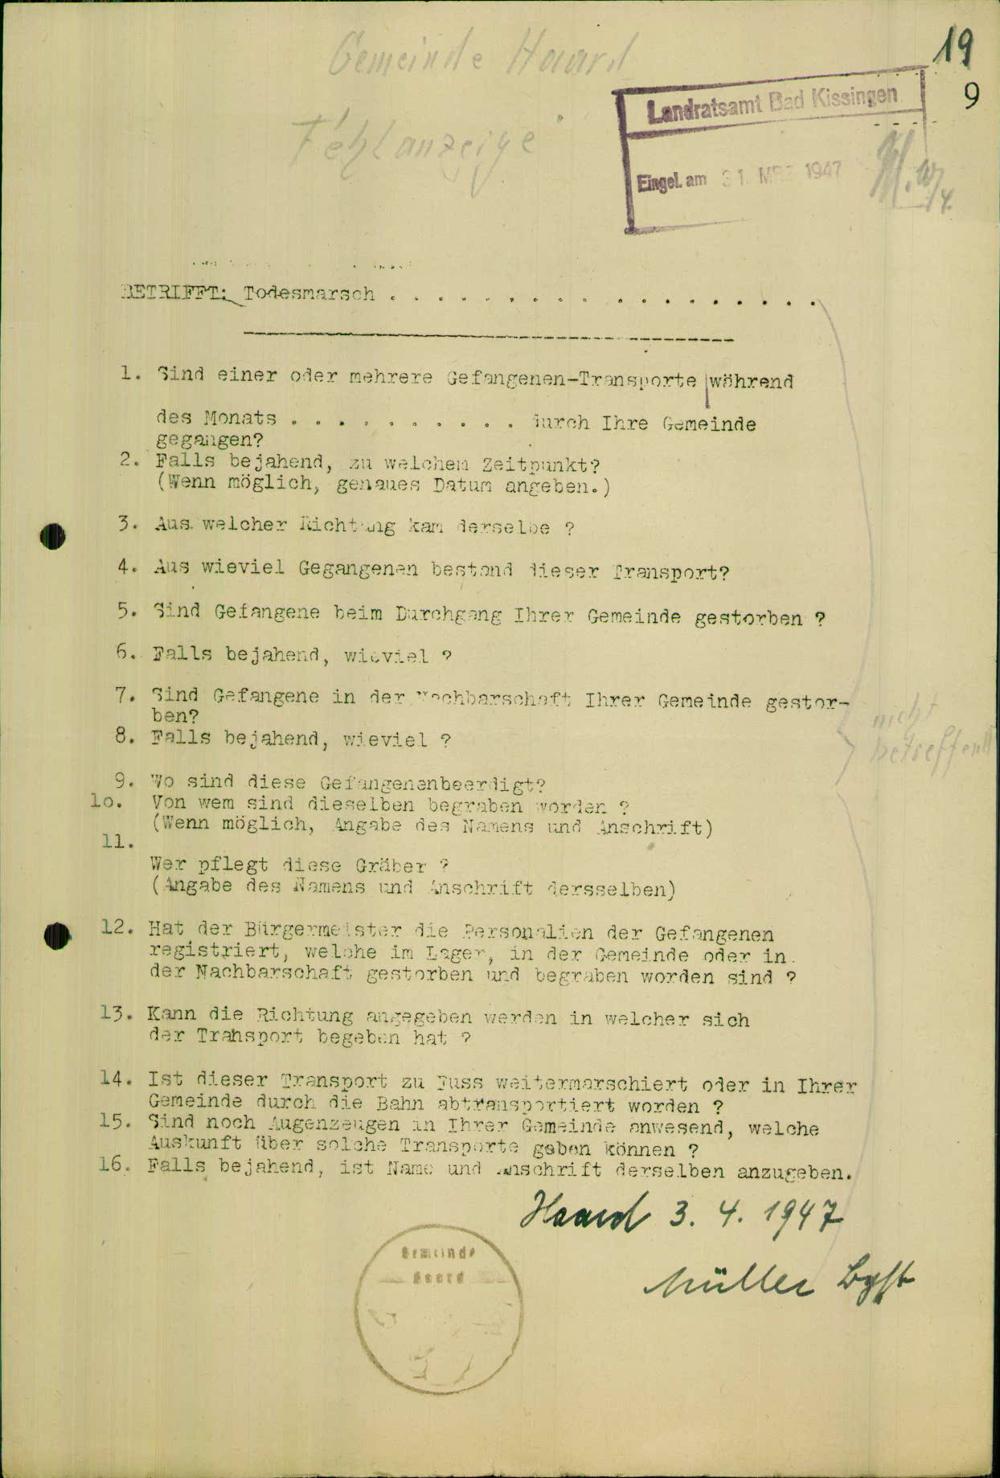 19
9
Gemeinde Haard
Fehlanzeige
Landratsamt Bad Kissingen
Eingel. am 31. MRZ 1947
BETRIFFT: Todesmarsch . . . . . . . . . . . . . . . . . . .
1. Sind einer oder mehrere Gefangenen-Transporte während
des Monats . . . . . . . . . . durch Ihre Gemeinde
gegangen?
2. Falls bejahend, zu welchem Zeitpunkt?
(Wenn möglich, genaues Datum angeben.)
3. Aus welcher Richtung kam derselbe ?
4. Aus wieviel Gegangenen bestand dieser Transport?
5. Sind Gefangene beim Durchgang Ihrer Gemeinde gestorben ?
6. Falls bejahend, wieviel ?
7. Sind Gefangene in der Nachbarschaft Ihrer Gemeinde gestor-
ben?
8. Falls bejahend, wieviel ?
nicht
betreffend
9. Wo sind diese Gefangenenbeerdigt?
10. Von wem sind dieselben begraben worden ?
(Wenn möglich, Angabe des Namens und Anschrift)
11.
Wer pflegt diese Gräber ?
(Angabe des Namens und Anschrift dersselben)
12. Hat der Bürgermeister die Personalien der Gefangenen
registriert, welche im Lager, in der Gemeinde oder in
der Nachbarschaft gestorben und begraben worden sind ?
13. Kann die Richtung angegeben werden in welcher sich
der Transport begeben hat ?
14. Ist dieser Transport zu Fuss weitermarschiert oder in Ihrer
Gemeinde durch die Bahn abtransportiert worden ?
15. Sind noch Augenzeugen in Ihrer Gemeinde anwesend, welche
Auskunft über solche Transporte geben können ?
16. Falls bejahend, ist Name und Anschrift derselben anzugeben.
Haard 3. 4. 1947
Gemeinde
Haard
Müller